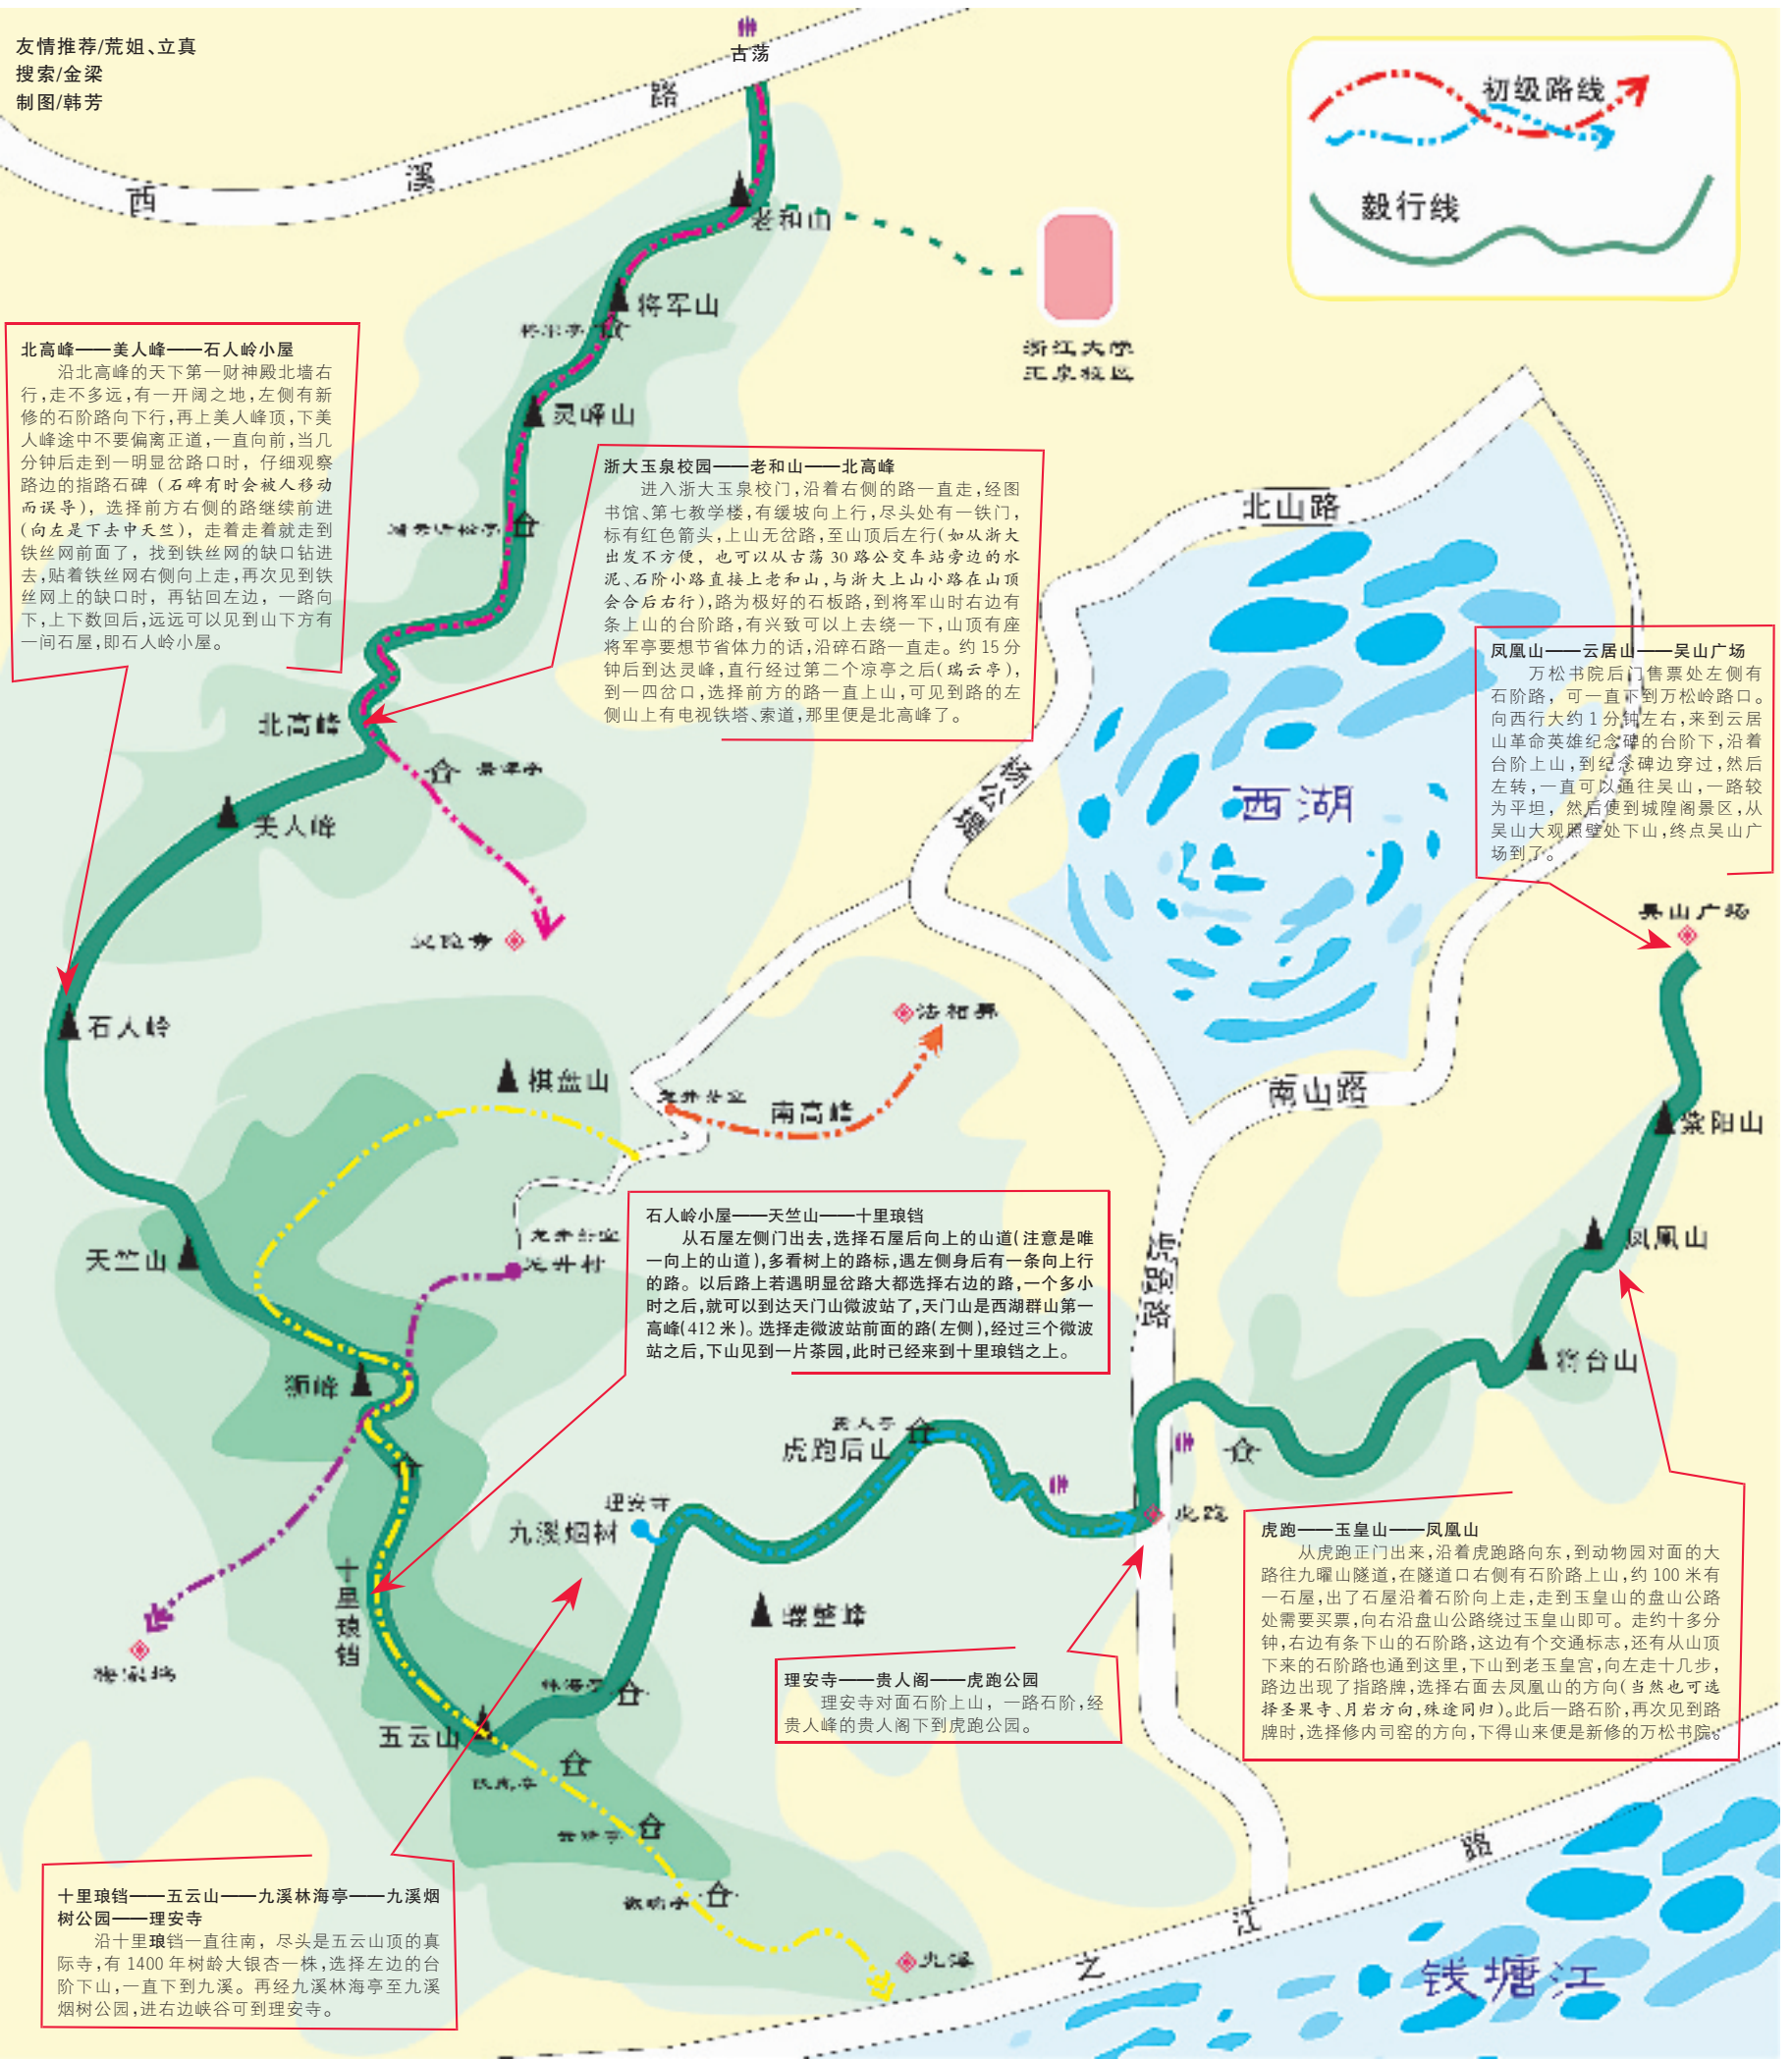 友情推荐/荒姐、立真
搜索/金梁
制图/韩芳
古荡
西溪路
初级路线
毅行线
老和山
将军山
灵峰山
浙江大学
玉泉校区
北高峰——美人峰——石人岭小屋
沿北高峰的天下第一财神殿北墙右
行,走不多远,有一开阔之地,左侧有新
修的石阶路向下行,再上美人峰顶,下美
人峰途中不要偏离正道,一直向前,当几
分钟后走到一明显岔路口时，仔细观察
路边的指路石碑（石碑有时会被人移动
而误导），选择前方右侧的路继续前进
(向左是下去中天竺)，走着走着就走到
铁丝网前面了，找到铁丝网的缺口钻进
去,贴着铁丝网右侧向上走,再次见到铁
丝网上的缺口时，再钻回左边，一路向
下,上下数回后,远远可以见到山下方有
一间石屋,即石人岭小屋。
浙大玉泉校园——老和山——北高峰
进入浙大玉泉校门,沿着右侧的路一直走,经图
书馆、第七教学楼,有缓坡向上行,尽头处有一铁门,
标有红色箭头,上山无岔路,至山顶后左行(如从浙大
出发不方便，也可以从古荡30路公交车站旁边的水
泥、石阶小路直接上老和山,与浙大上山小路在山顶
会合后右行),路为极好的石板路,到将军山时右边有
条上山的台阶路,有兴致可以上去绕一下,山顶有座
将军亭要想节省体力的话,沿碎石路一直走。约15分
钟后到达灵峰,直行经过第二个凉亭之后(瑞云亭),
到一四岔口,选择前方的路一直上山,可见到路的左
侧山上有电视铁塔、索道,那里便是北高峰了。
北山路
凤凰山——云居山——吴山广场
万松书院后门售票处左侧有
石阶路，可一直下到万松岭路口。
向西行大约1分钟左右,来到云居
山革命英雄纪念碑的台阶下,沿着
台阶上山,到纪念碑边穿过,然后
左转,一直可以通往吴山,一路较
为平坦，然后便到城隍阁景区,从
吴山大观照壁处下山,终点吴山广
场到了。
北高峰
美人峰
杨公堤
西湖
吴山广场
灵隐寺
石人岭
棋盘山
法相寺
南高峰
南山路
紫阳山
凤凰山
将台山
天竺山
龙井村
石人岭小屋——天竺山——十里琅铛
从石屋左侧门出去,选择石屋后向上的山道(注意是唯
一向上的山道),多看树上的路标,遇左侧身后有一条向上行
的路。以后路上若遇明显岔路大都选择右边的路,一个多小
时之后,就可以到达天门山微波站了,天门山是西湖群山第一
高峰(412米)。选择走微波站前面的路(左侧),经过三个微波
站之后,下山见到一片茶园,此时已经来到十里琅铛之上。
虎跑路
狮峰
贵人亭
虎跑后山
理安寺
九溪烟树
虎跑
十里琅铛
梅家坞
虎跑——玉皇山——凤凰山
从虎跑正门出来,沿着虎跑路向东,到动物园对面的大
路往九曜山隧道,在隧道口右侧有石阶路上山,约100米有
一石屋,出了石屋沿着石阶向上走,走到玉皇山的盘山公路
处需要买票,向右沿盘山公路绕过玉皇山即可。走约十多分
钟,右边有条下山的石阶路,这边有个交通标志,还有从山顶
下来的石阶路也通到这里,下山到老玉皇宫,向左走十几步,
路边出现了指路牌,选择右面去凤凰山的方向(当然也可选
择圣果寺、月岩方向,殊途同归)。此后一路石阶,再次见到路
牌时,选择修内司窑的方向,下得山来便是新修的万松书院。
理安寺——贵人阁——虎跑公园
理安寺对面石阶上山，一路石阶,经
贵人峰的贵人阁下到虎跑公园。
林海亭
五云山
十里琅铛——五云山——九溪林海亭——九溪烟
树公园——理安寺
沿十里琅铛一直往南，尽头是五云山顶的真
际寺,有1400年树龄大银杏一株,选择左边的台
阶下山,一直下到九溪。再经九溪林海亭至九溪
烟树公园,进右边峡谷可到理安寺。
九溪
之江路
钱塘江